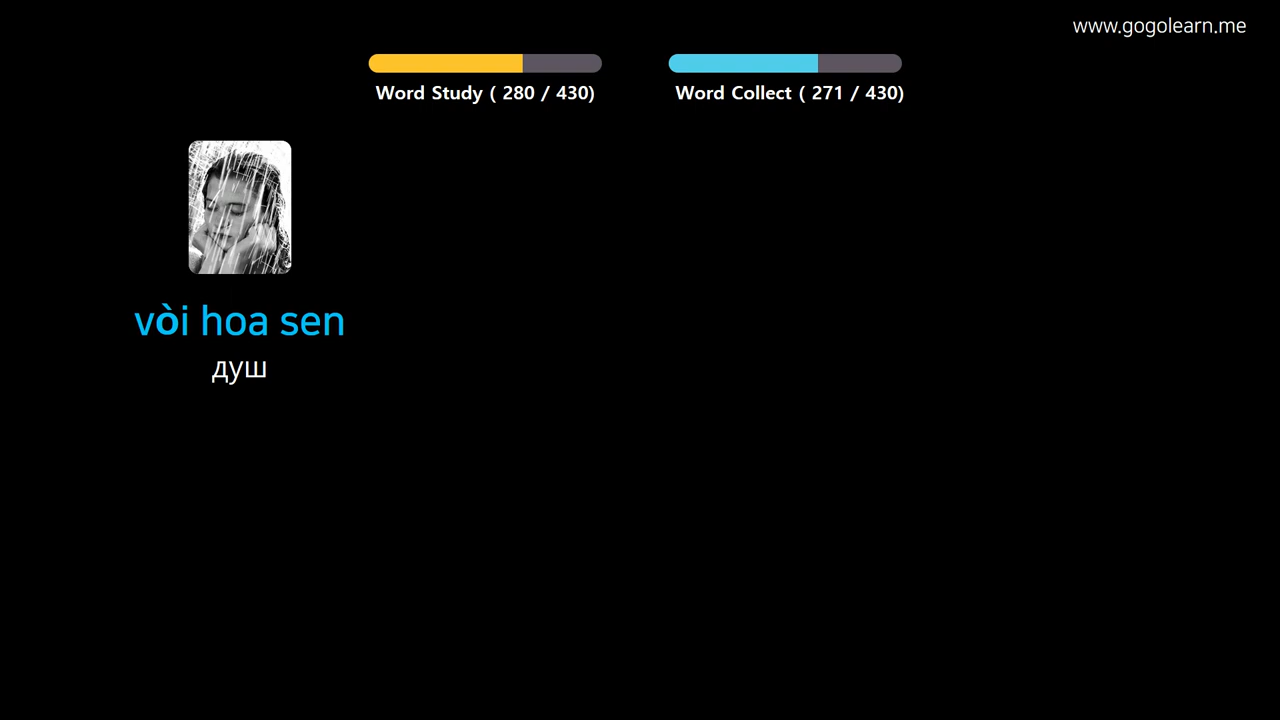 www.gogolearn.me
Word Study ( 280 / 430)
Word Collect ( 271 / 430)
vòi hoa sen
душ